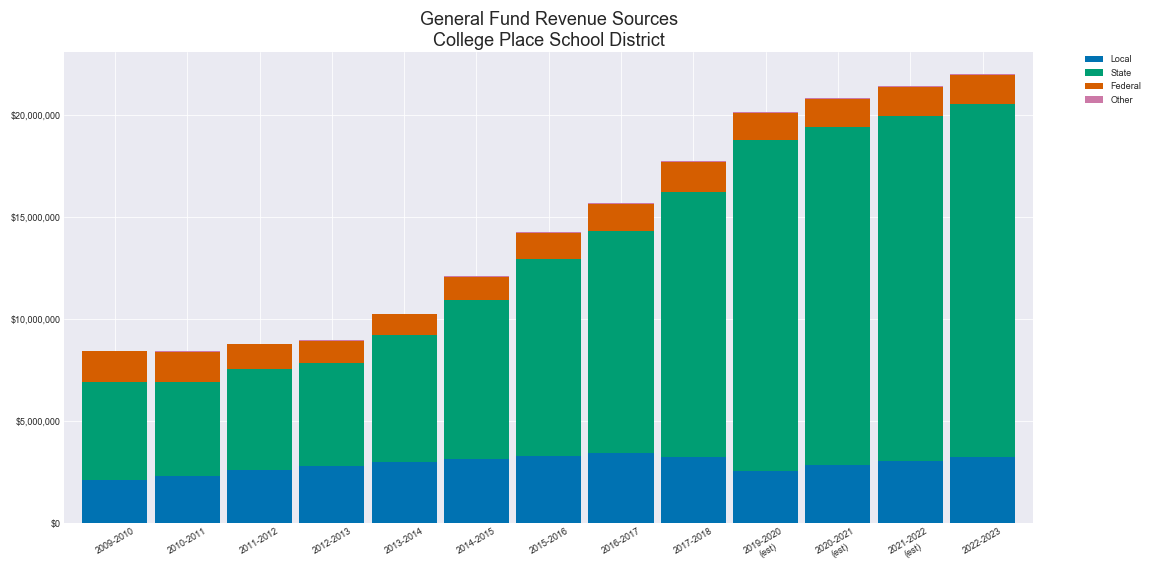 General Fund Revenue Sources
College Place School District
Local
State
Federal
Other
$20,000,000
$15,000,000
$10,000,000
$5,000,000
$0
2009-2010
2010-2011
2011-2012
2012-2013
2013-2014
2014-2015
2015-2016
2016-2017
2017-2018
2019-2020
(est)
2020-2021
(est)
2021-2022
(est)
2022-2023